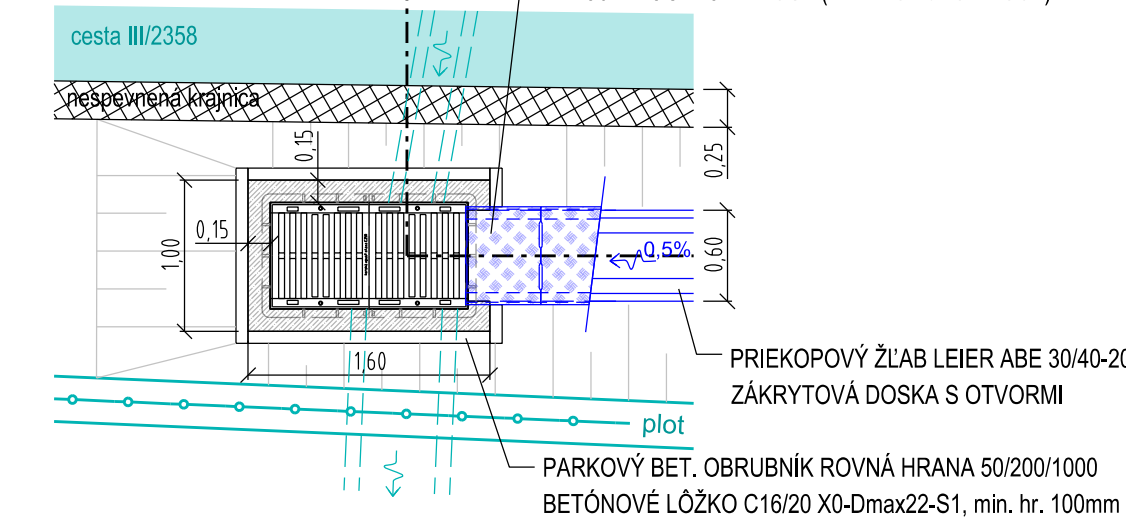 cesta III/2358
nespevnená krajnica
0,15
0,25
0,15
1,00
0,5%
0,60
1,60
PRIEKOPOVÝ ŽĽAB LEIER ABE 30/40-20
ZÁKRYTOVÁ DOSKA S OTVORMI
plot
PARKOVÝ BET. OBRUBNÍK ROVNÁ HRANA 50/200/1000
BETÓNOVÉ LÔŽKO C16/20 X0-Dmax22-S1, min. hr. 100mm